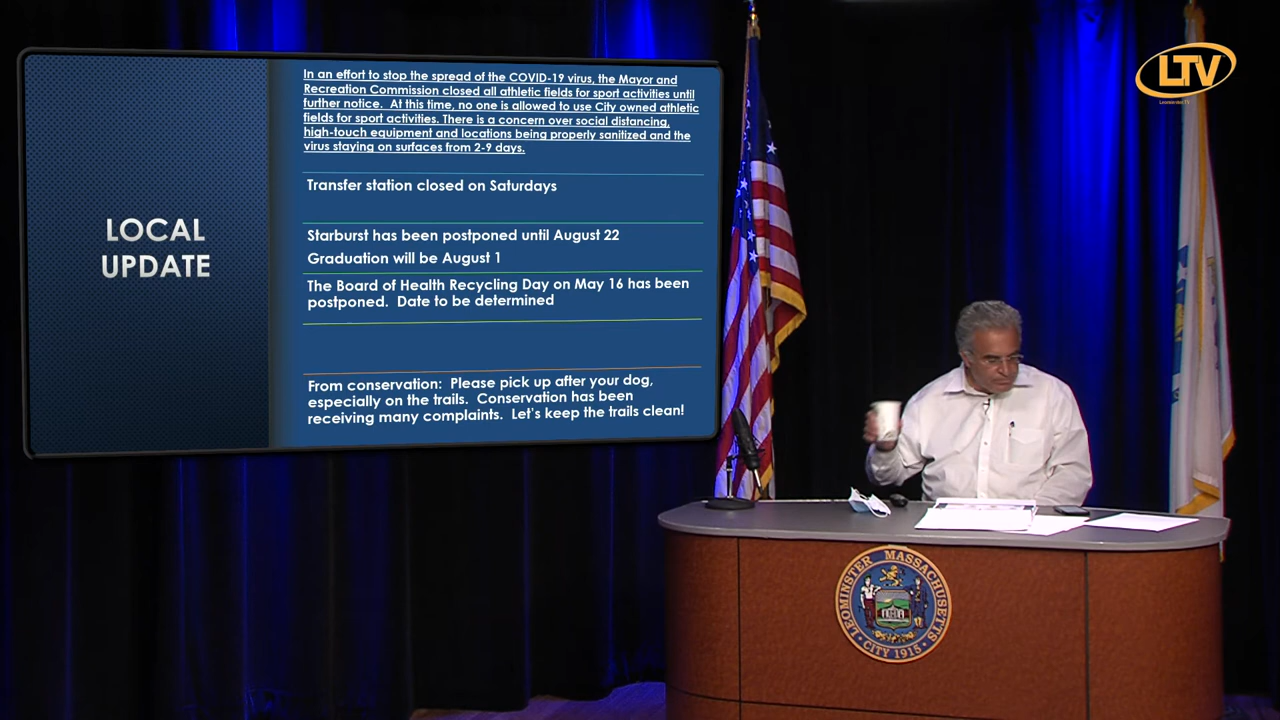 In an effort to stop the spread of the COVID-19 virus, the Mayor and
Recreation Commission closed all athletic fields for sport activities until
further notice.  At this time, no one is allowed to use City owned athletic
fields for sport activities. There is a concern over social distancing,
high-touch equipment and locations being properly sanitized and the
virus staying on surfaces from 2-9 days.
Transfer station closed on Saturdays
LOCAL
UPDATE
Starburst has been postponed until August 22
Graduation will be August 1
The Board of Health Recycling Day on May 16 has been
postponed.  Date to be determined
From conservation:  Please pick up after your dog,
especially on the trails.  Conservation has been
receiving many complaints.  Let's keep the trails clean!
LTV
Leominster TV
LEOMINSTER MASSACHUSETTS
CITY 1915